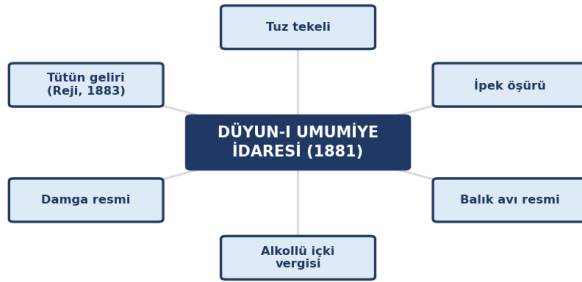 Tuz tekeli
Tütün geliri
(Reji, 1883)
İpek öşürü
DÜYUN-I UMUMİYE
İDARESİ (1881)
Damga resmi
Balık avı resmi
Alkollü içki
vergisi